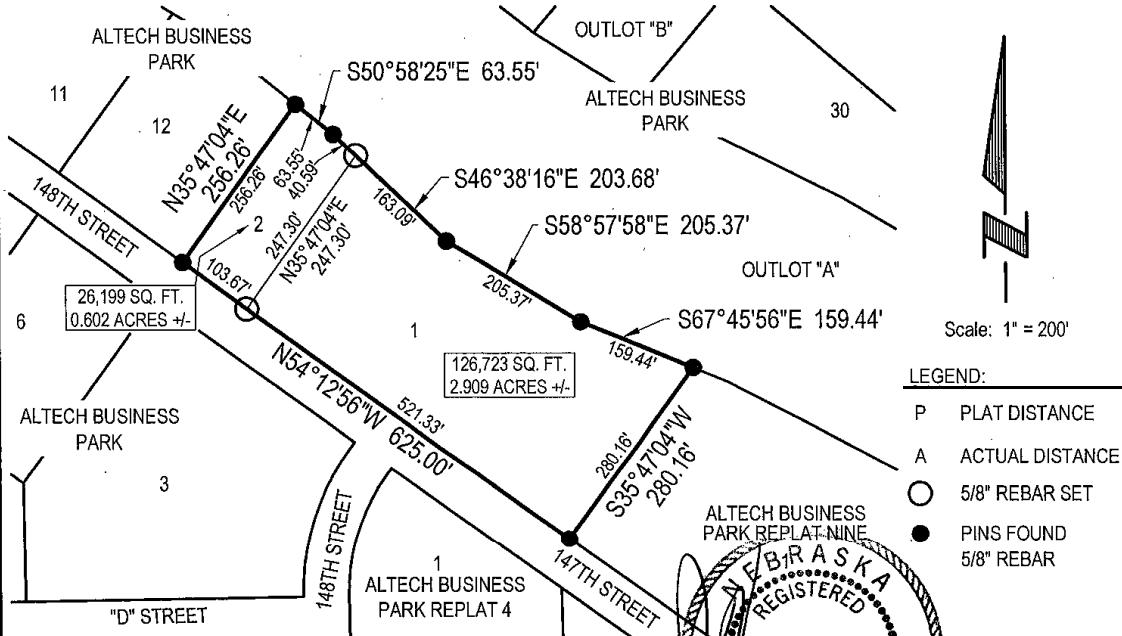 ALTECH BUSINESS
PARK
OUTLOT "B"
S50°58'25"E 63.55'
11
12
ALTECH BUSINESS
PARK
30
N35°47'04"E
256.26'
256.26'
63.55'
40.59'
S46°38'16"E 203.68'
163.09'
148TH STREET
2
247.30'
N35°47'04"E
247.30'
S58°57'58"E 205.37'
205.37'
OUTLOT "A"
103.67'
26,199 SQ. FT.
0.602 ACRES +/-
6
1
S67°45'56"E 159.44'
159.44'
Scale: 1" = 200'
126,723 SQ. FT.
2.909 ACRES +/-
N54°12'56"W 625.00'
521.33'
LEGEND:
P PLAT DISTANCE
A ACTUAL DISTANCE
5/8" REBAR SET
PINS FOUND
5/8" REBAR
ALTECH BUSINESS
PARK
3
280.16'
S35°47'04"W
280.16'
ALTECH BUSINESS
PARK REPLAT NINE
148TH STREET
147TH STREET
1
ALTECH BUSINESS
PARK REPLAT 4
"D" STREET
NEBRASKA
REGISTERED